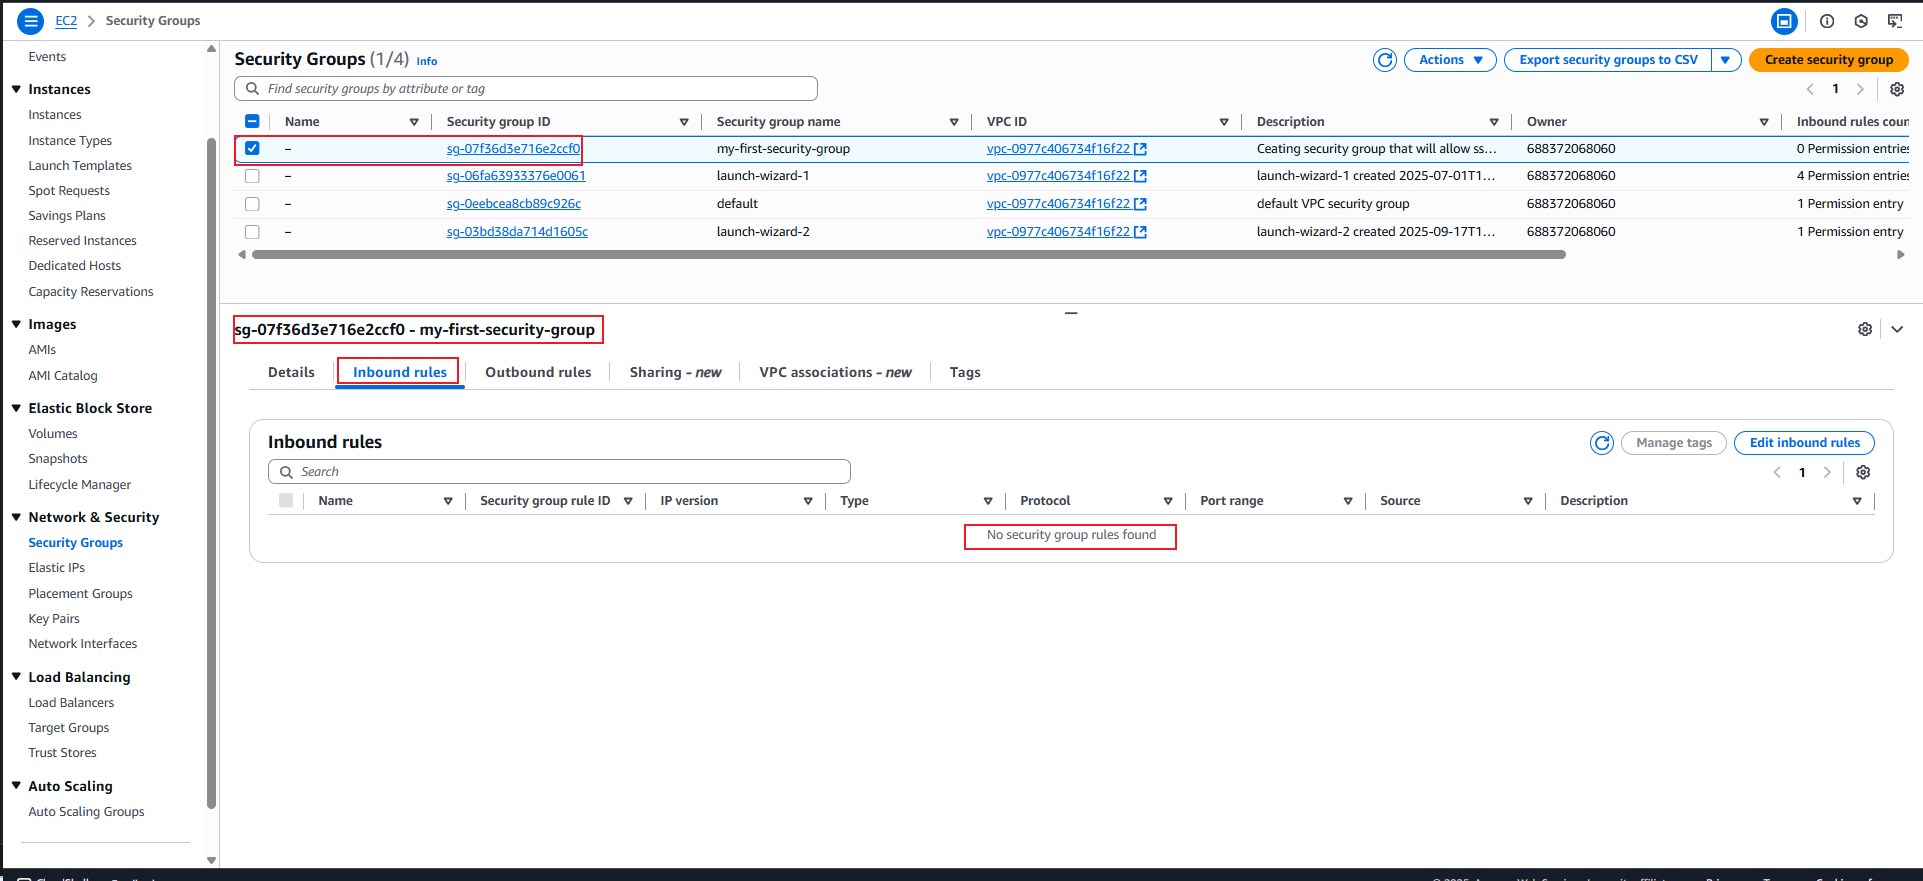 EC2 > Security Groups
Events
Instances
Instances
Instance Types
Launch Templates
Spot Requests
Savings Plans
Reserved Instances
Dedicated Hosts
Capacity Reservations
Images
AMIs
AMI Catalog
Elastic Block Store
Volumes
Snapshots
Lifecycle Manager
Network & Security
Security Groups
Elastic IPs
Placement Groups
Key Pairs
Network Interfaces
Load Balancing
Load Balancers
Target Groups
Trust Stores
Auto Scaling
Auto Scaling Groups
Security Groups (1/4) Info
Actions Export security groups to CSV Create security group
Find security groups by attribute or tag
1
Name Security group ID Security group name VPC ID Description Owner Inbound rules coun
– sg-07f36d3e716e2ccf0 my-first-security-group vpc-0977c406734f16f22 Ceating security group that will allow ss... 688372068060 0 Permission entries
– sg-06fa63933376e0061 launch-wizard-1 vpc-0977c406734f16f22 launch-wizard-1 created 2025-07-01T1... 688372068060 4 Permission entries
– sg-0eebcea8cb89c926c default vpc-0977c406734f16f22 default VPC security group 688372068060 1 Permission entry
– sg-03bd38da714d1605c launch-wizard-2 vpc-0977c406734f16f22 launch-wizard-2 created 2025-09-17T1... 688372068060 1 Permission entry
sg-07f36d3e716e2ccf0 - my-first-security-group
Details Inbound rules Outbound rules Sharing - new VPC associations - new Tags
Inbound rules
Manage tags Edit inbound rules
Search
1
Name Security group rule ID IP version Type Protocol Port range Source Description
No security group rules found